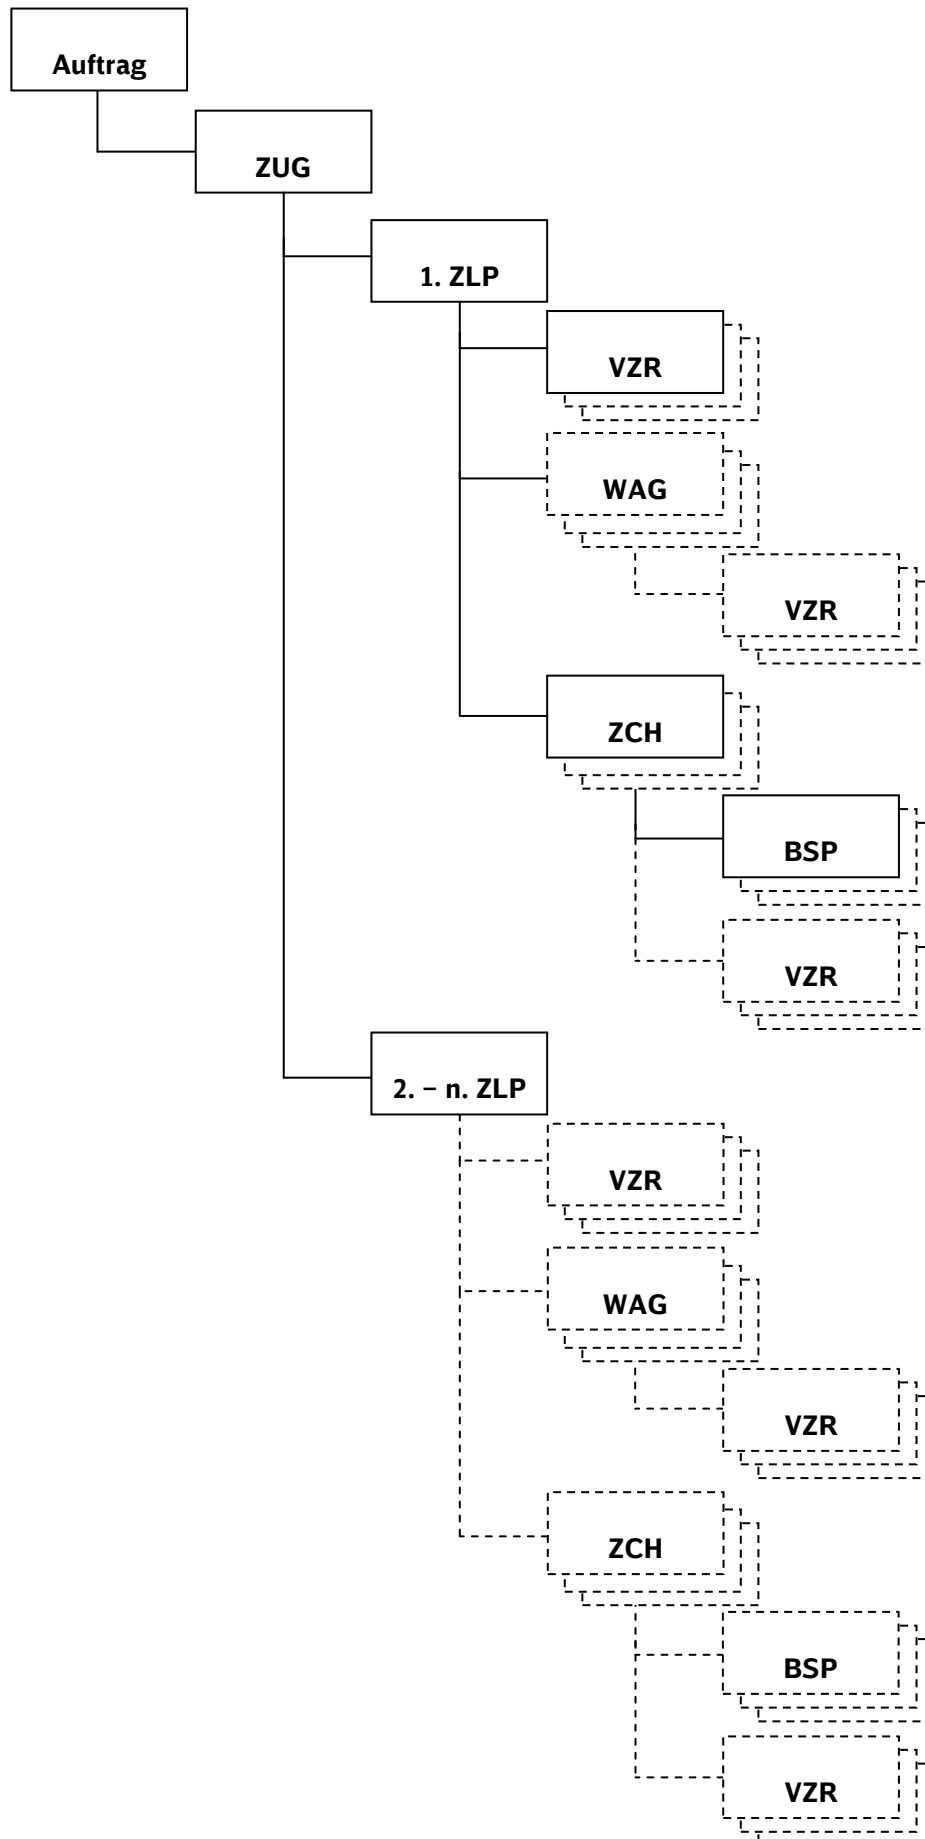 Auftrag
ZUG
1. ZLP
VZR
WAG
VZR
ZCH
BSP
VZR
2. – n. ZLP
VZR
WAG
VZR
ZCH
BSP
VZR